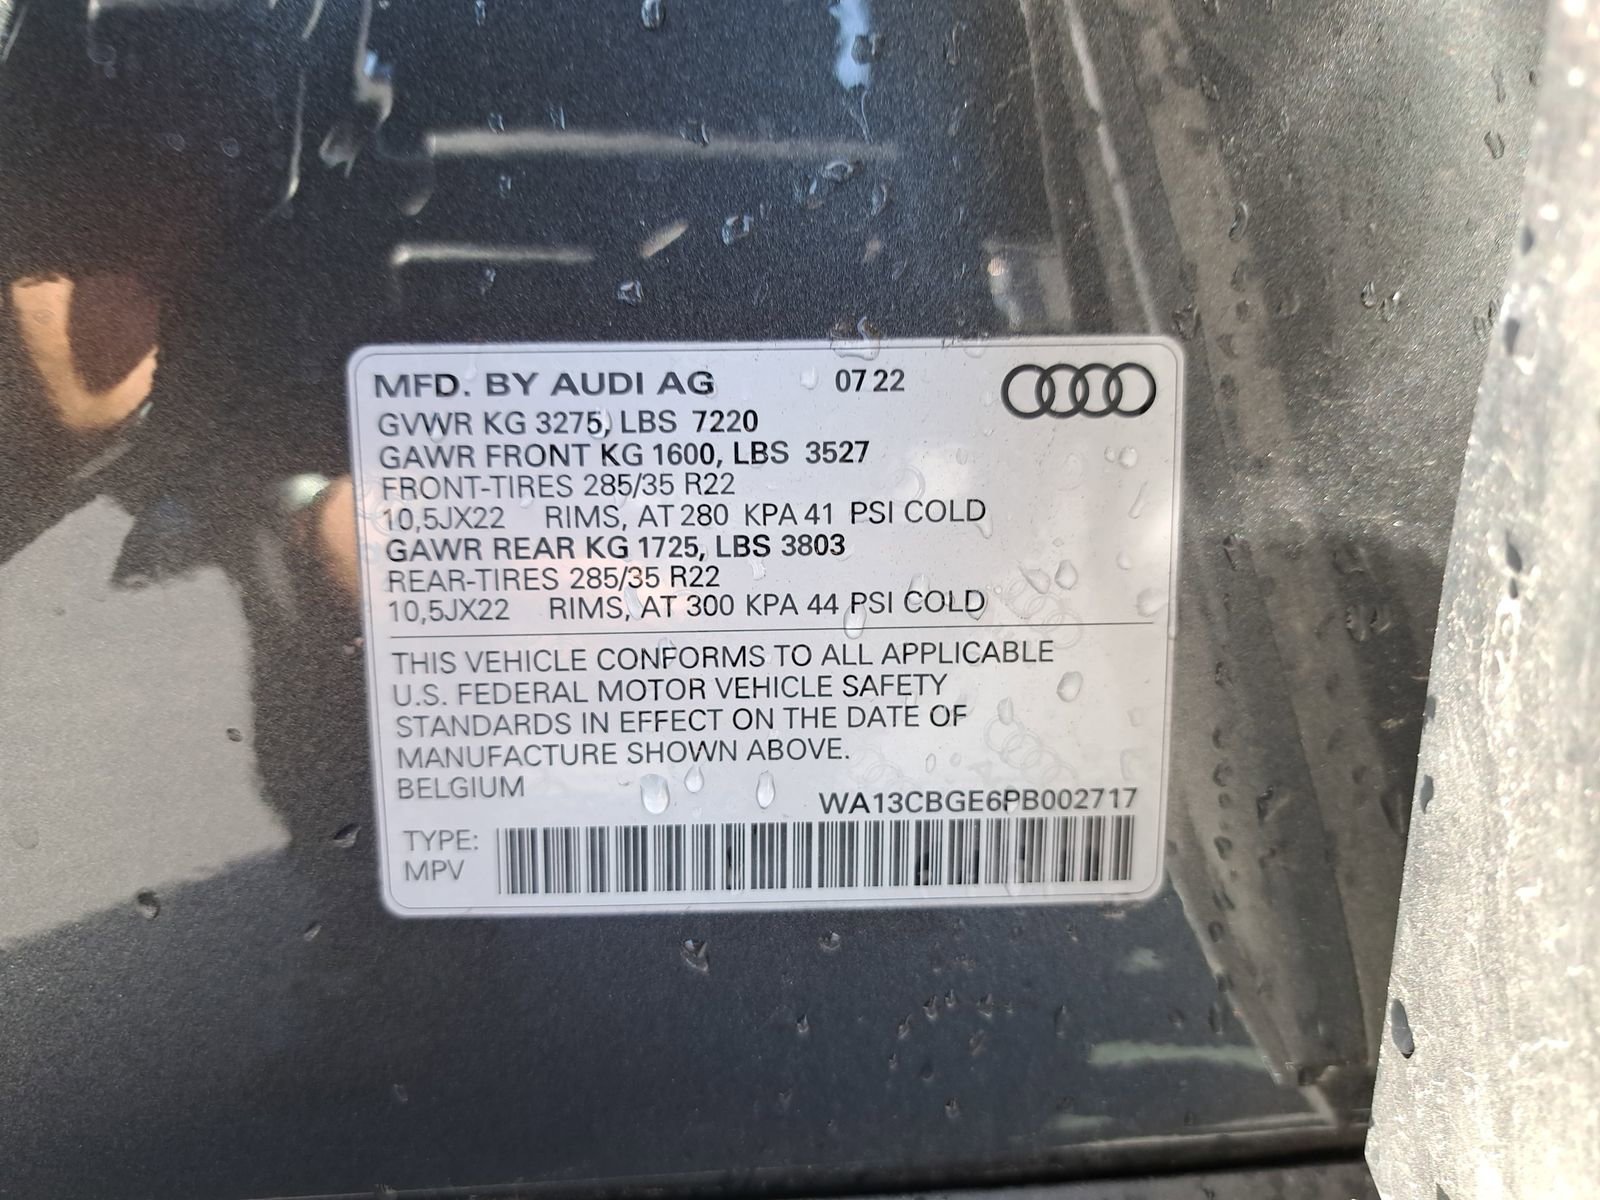 MFD. BY AUDI AG 07 22
GVWR KG 3275, LBS 7220
GAWR FRONT KG 1600, LBS 3527
FRONT-TIRES 285/35 R22
10,5JX22 RIMS, AT 280 KPA 41 PSI COLD
GAWR REAR KG 1725, LBS 3803
REAR-TIRES 285/35 R22
10,5JX22 RIMS, AT 300 KPA 44 PSI COLD
THIS VEHICLE CONFORMS TO ALL APPLICABLE
U.S. FEDERAL MOTOR VEHICLE SAFETY
STANDARDS IN EFFECT ON THE DATE OF
MANUFACTURE SHOWN ABOVE.
BELGIUM
WA13CBGE6PB002717
TYPE:
MPV